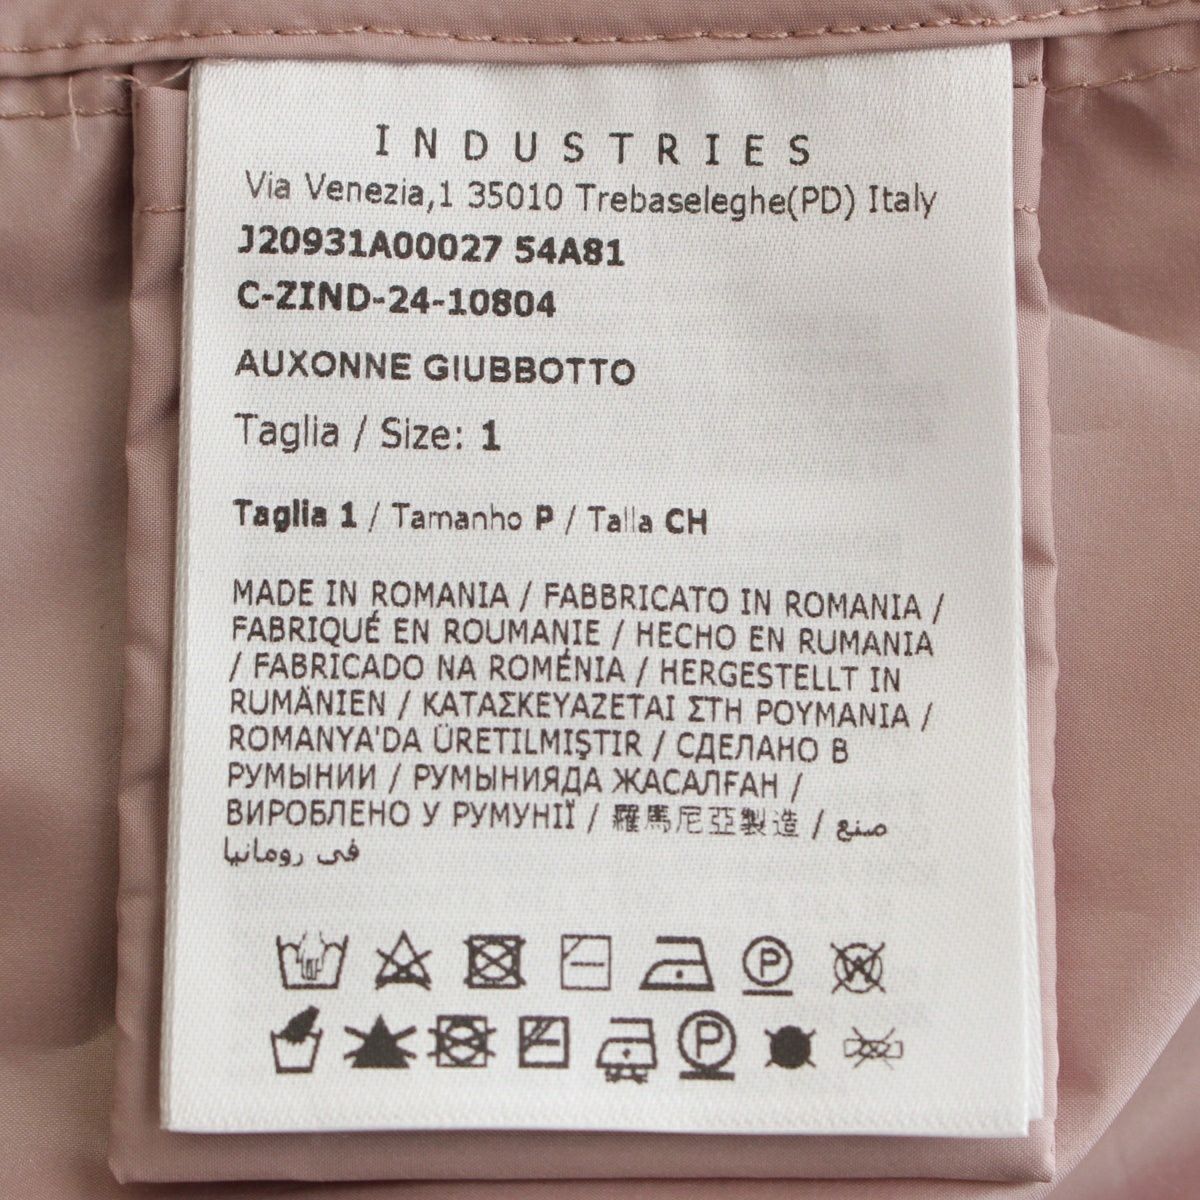 INDUSTRIES
Via Venezia,1 35010 Trebaseleghe(PD) Italy
J20931A00027 54A81
C-ZIND-24-10804
AUXONNE GIUBBOTTO
Taglia / Size: 1
Taglia 1 / Tamanho P / Talla CH
MADE IN ROMANIA / FABBRICATO IN ROMANIA /
FABRIQUÉ EN ROUMANIE / HECHO EN RUMANIA
/ FABRICADO NA ROMÉNIA / HERGESTELLT IN
RUMÄNIEN / ΚΑΤΑΣΚΕΥΑΖΕΤΑΙ ΣΤΗ ΡΟΥΜΑΝΙΑ /
ROMANYA'DA ÜRETILMIŞTIR / СДЕЛАНО В
РУМЫНИИ / РУМЫНИЯДА ЖАСАЛҒАН /
ВИРОБЛЕНО У РУМУНІЇ / 羅馬尼亞製造 / صنع
فى رومانيا
P W
P